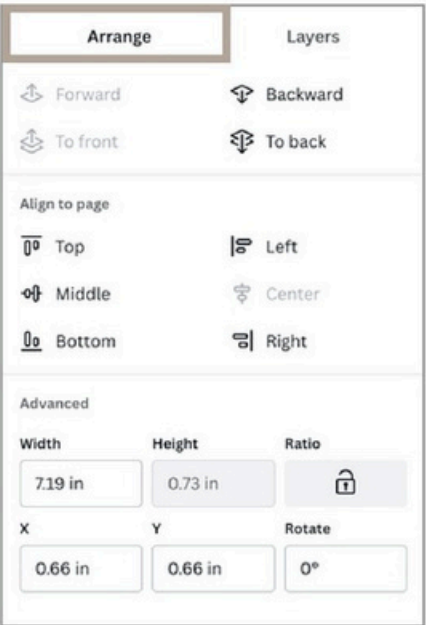 Arrange Layers
Forward Backward
To front To back
Align to page
Top Left
Middle Center
Bottom Right
Advanced
Width Height Ratio
7.19 in 0.73 in
X Y Rotate
0.66 in 0.66 in 0°